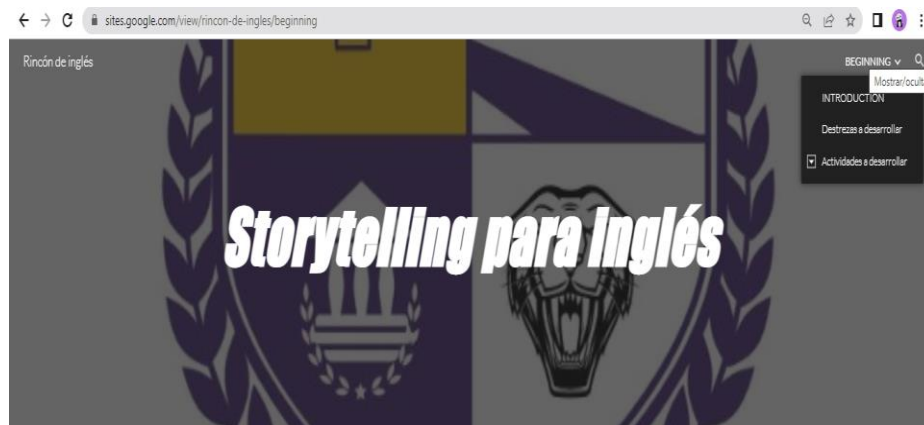 sites.google.com/view/rincon-de-ingles/beginning
Rincón de inglés
BEGINNING
Mostrar/ocult
INTRODUCTION
Destrezas a desarrollar
Actividades a desarrollar
Storytelling para inglés